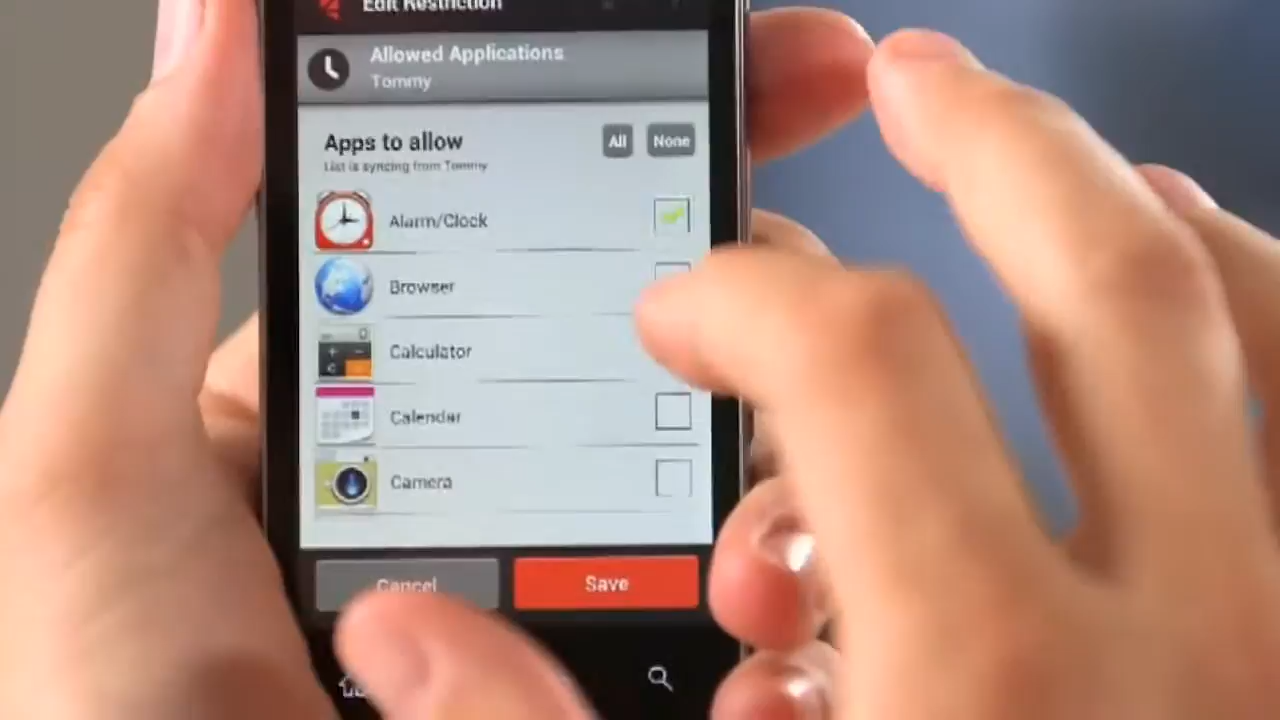 Edit Restriction
Allowed Applications
Tommy
Apps to allow
All
None
List is syncing from Tommy
Alarm/Clock
Browser
Calculator
Calendar
Camera
Cancel
Save